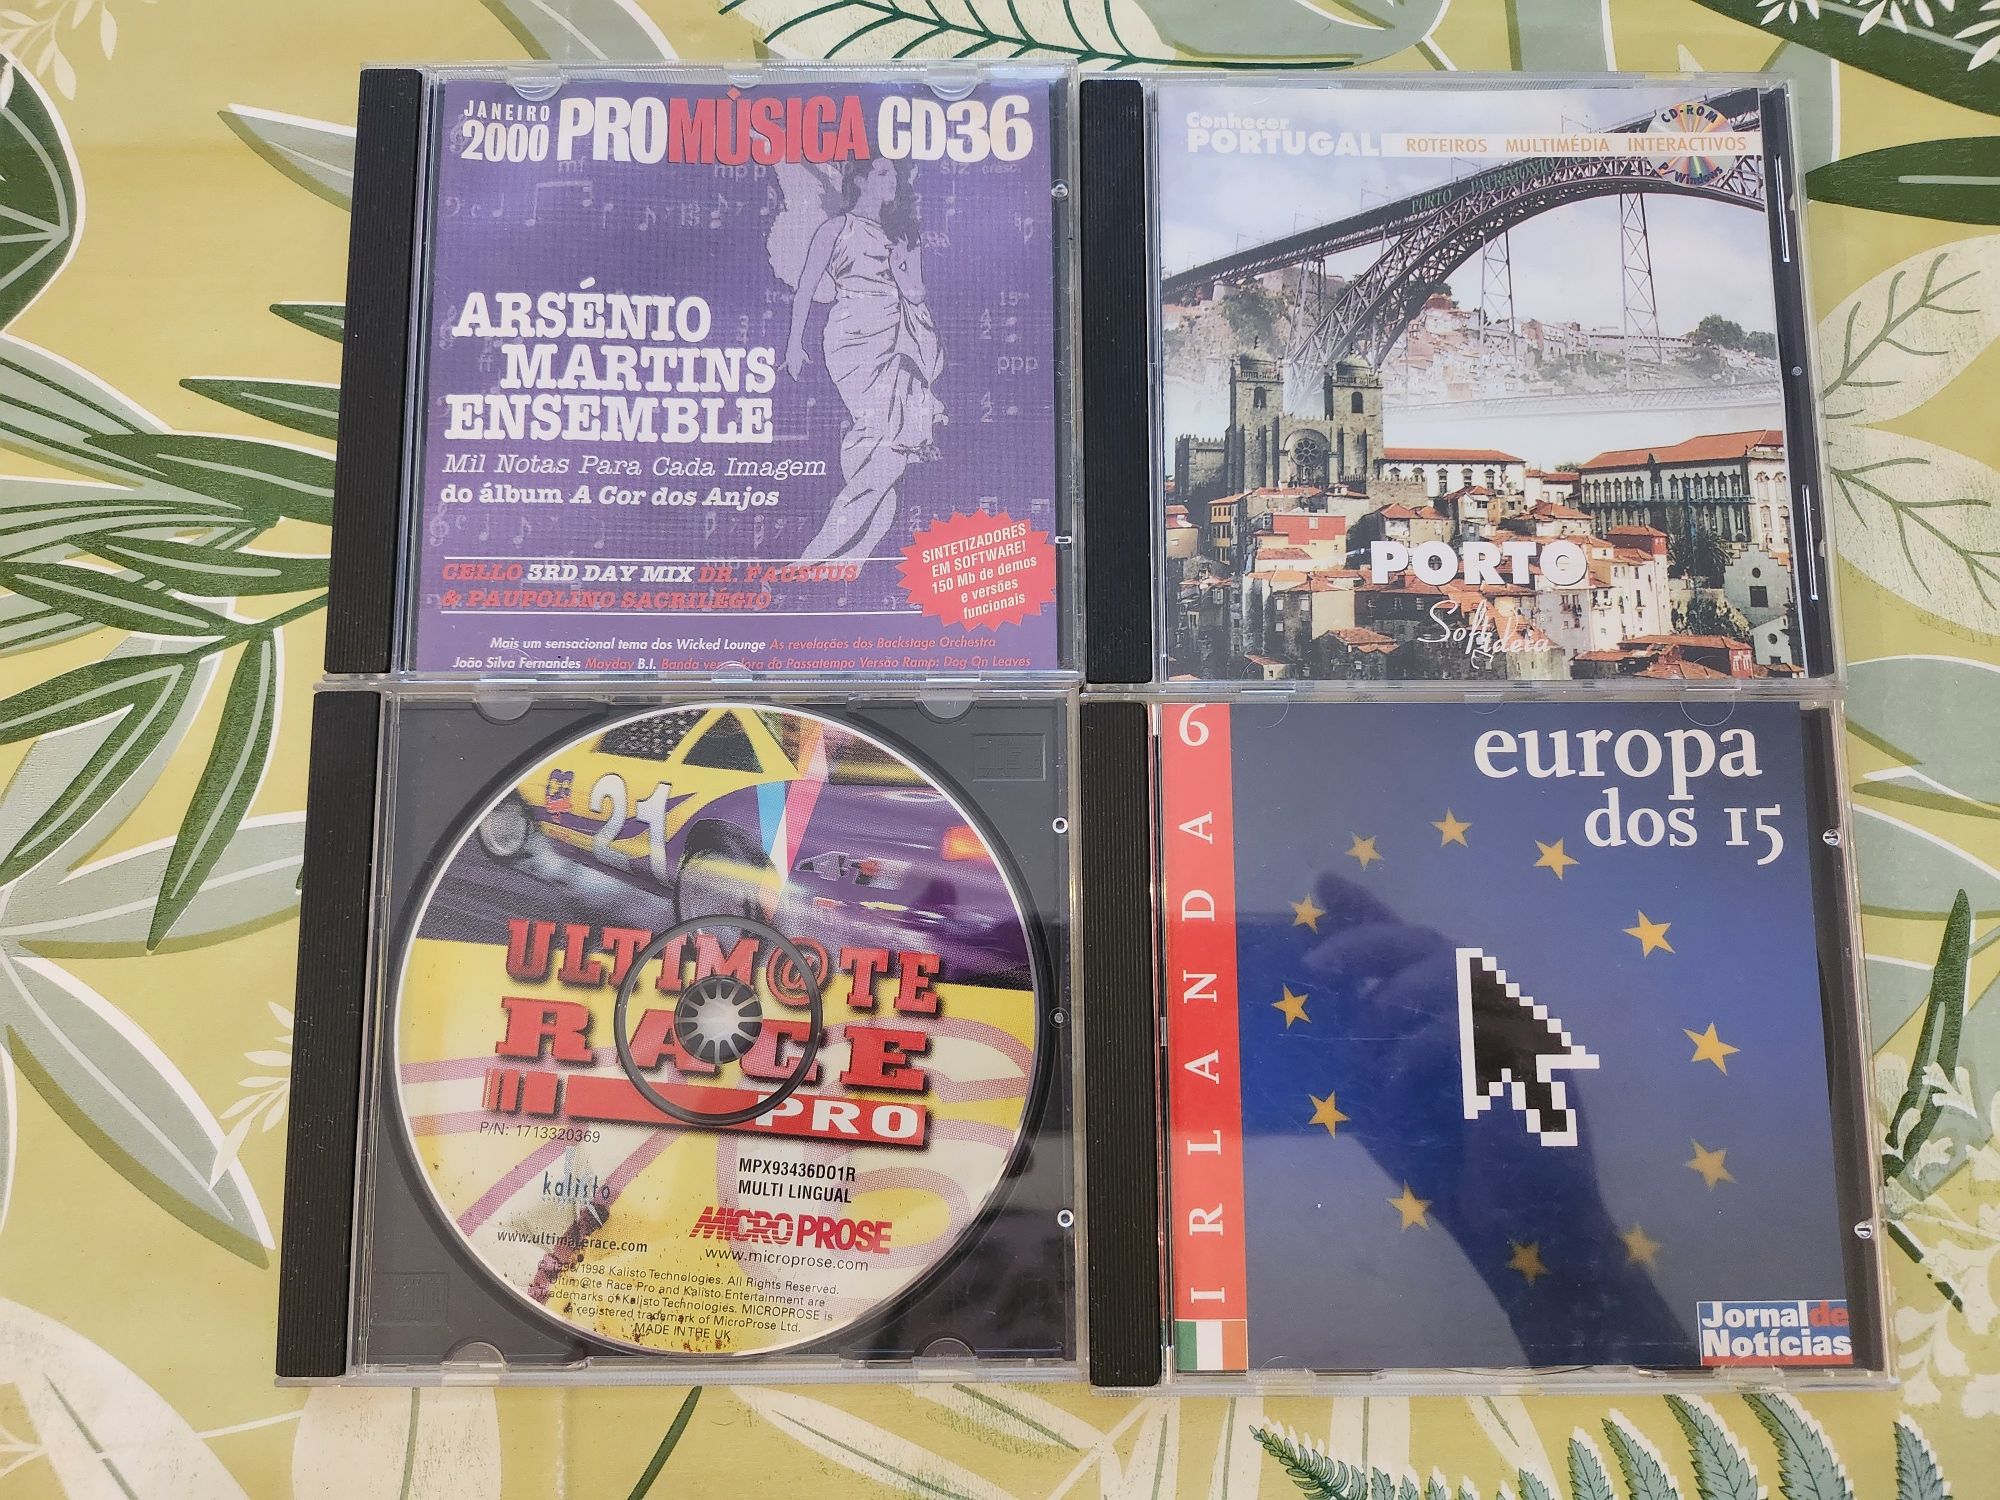 JANEIRO
2000 PROMÚSICA CD36
ARSÉNIO
MARTINS
ENSEMBLE
Mil Notas Para Cada Imagem
do álbum A Cor dos Anjos
SINTETIZADORES
EM SOFTWARE!
150 Mb de demos
e versões
funcionais
CELLO 3RD DAY MIX DR. FAUSTUS
& PAUPOLINO SACRILÉGIO
Mais um sensacional tema dos Wicked Lounge As revelações dos Backstage Orchestra
João Silva Fernandes Mayday B.I. Banda vencedora do Passatempo Versão Ramp: Dog On Leaves
Conhecer
PORTUGAL ROTEIROS MULTIMÉDIA INTERACTIVOS
CD-ROM
P/ Windows
PORTO PATRIMÓNIO
PORTO
Softideia
21
ULTIM@TE
RACE
PRO
P/N: 1713320369
MPX93436DO1R
MULTI LINGUAL
kalisto
MICROPROSE
www.ultimaterace.com
www.microprose.com
1996/1998 Kalisto Technologies. All Rights Reserved.
Ultim@te Race Pro and Kalisto Entertainment are
trademarks of Kalisto Technologies. MICROPROSE is
a registered trademark of MicroProse Ltd.
MADE IN THE UK
IRLANDA 6
europa
dos 15
Jornal de
Notícias